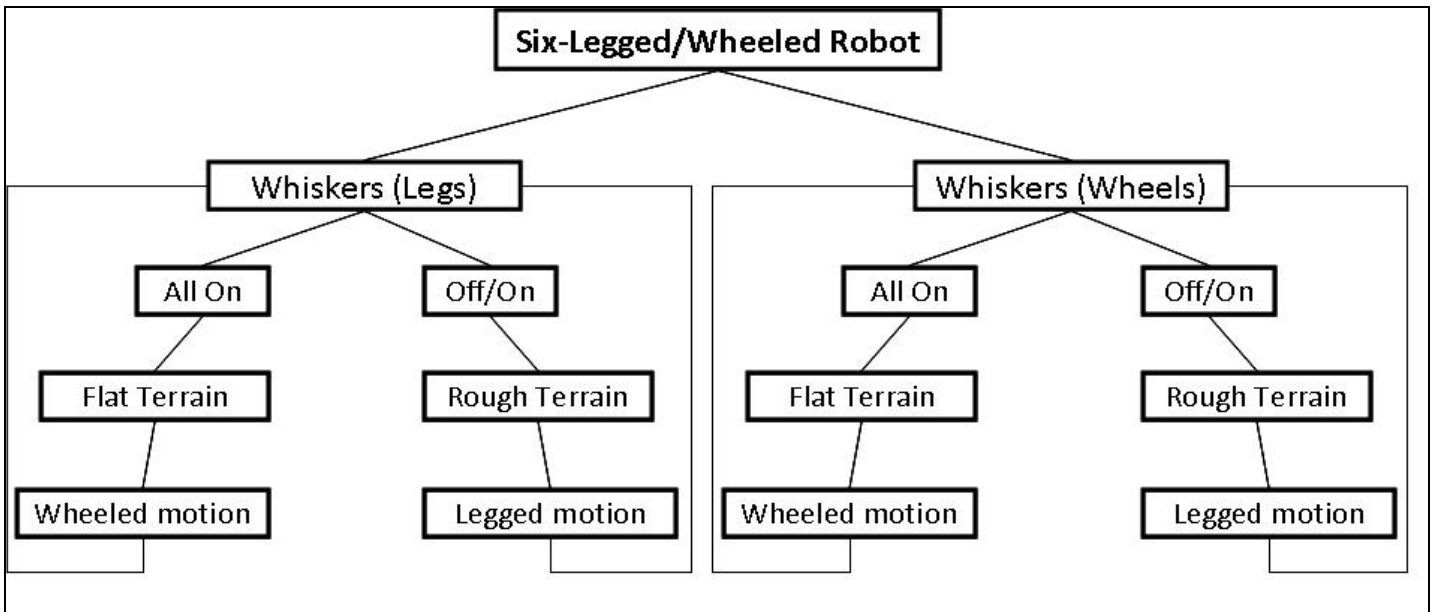 Six-Legged/Wheeled Robot
Whiskers (Legs)
Whiskers (Wheels)
All On
Off/On
All On
Off/On
Flat Terrain
Rough Terrain
Flat Terrain
Rough Terrain
Wheeled motion
Legged motion
Wheeled motion
Legged motion